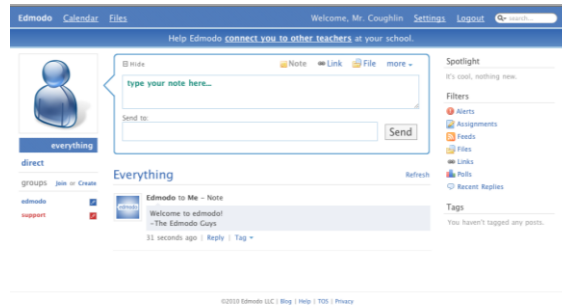 Edmodo Calendar Files Welcome, Mr. Coughlin Settings Logout search...
Help Edmodo connect you to other teachers at your school.
Hide Note Link File more
type your note here...
Send to:
Send
everything
direct
groups Join or Create
edmodo
support
Everything Refresh
Edmodo to Me – Note
edmodo
Welcome to edmodo!
~The Edmodo Guys
31 seconds ago | Reply | Tag
Spotlight
It's cool, nothing new.
Filters
Alerts
Assignments
Feeds
Files
Links
Polls
Recent Replies
Tags
You haven't tagged any posts.
©2010 Edmodo LLC | Blog | Help | TOS | Privacy